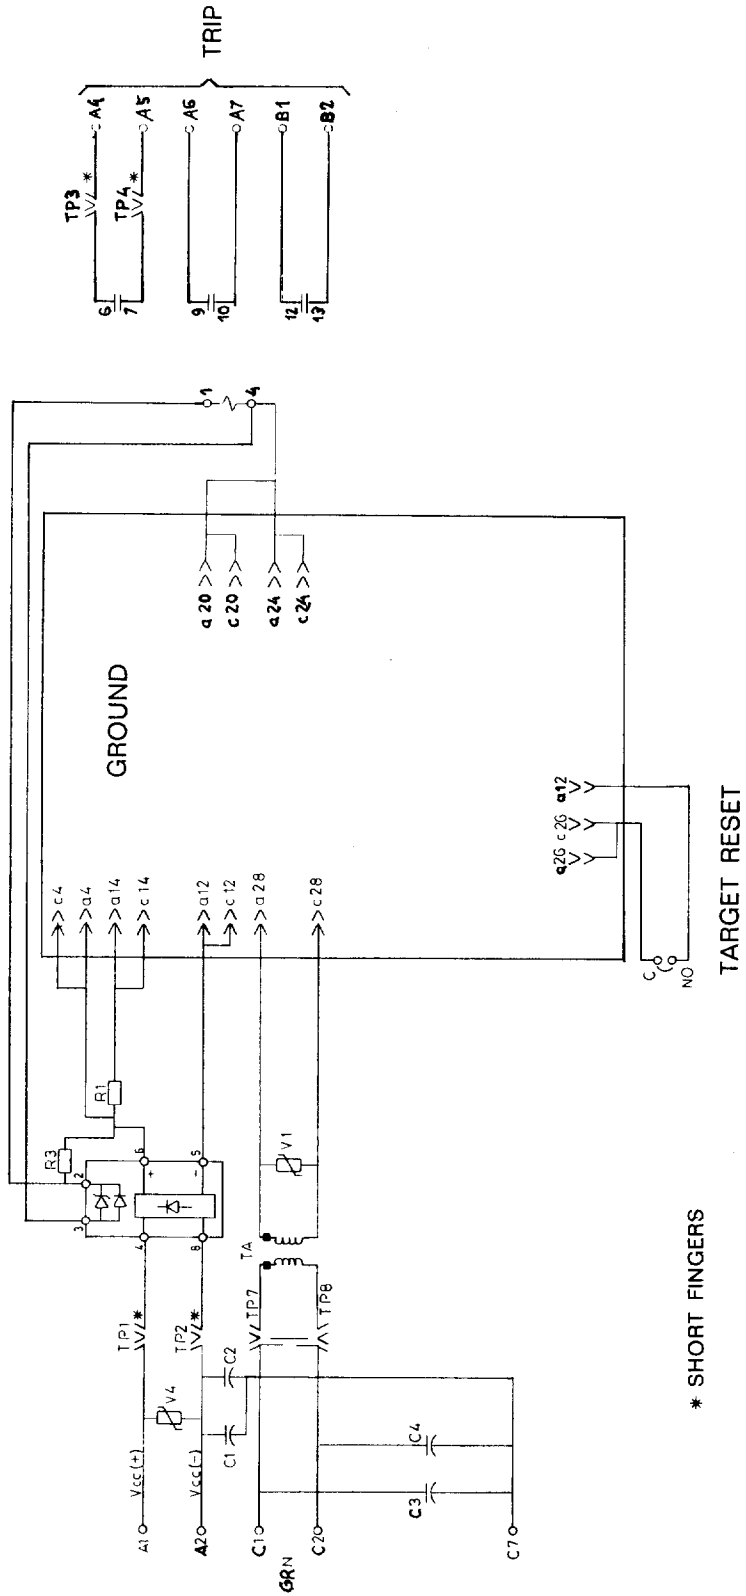 TRIP
A4
A5
A6
A7
B1
B2
TP3 *
TP4 *
6
7
9
10
12
13
1
4
GROUND
a20
c20
a24
c24
c4
a4
a14
c14
a12
c12
a28
c28
a26
c26
a12
C
NO
TARGET RESET
R1
R3
2
3
6
+
5
-
4
8
V1
TA
TP1 *
TP2 *
TP7
TP8
V4
C2
C1
C4
C3
Vcc(+)
Vcc(-)
A1
A2
C1
C2
GRN
C7
* SHORT FINGERS